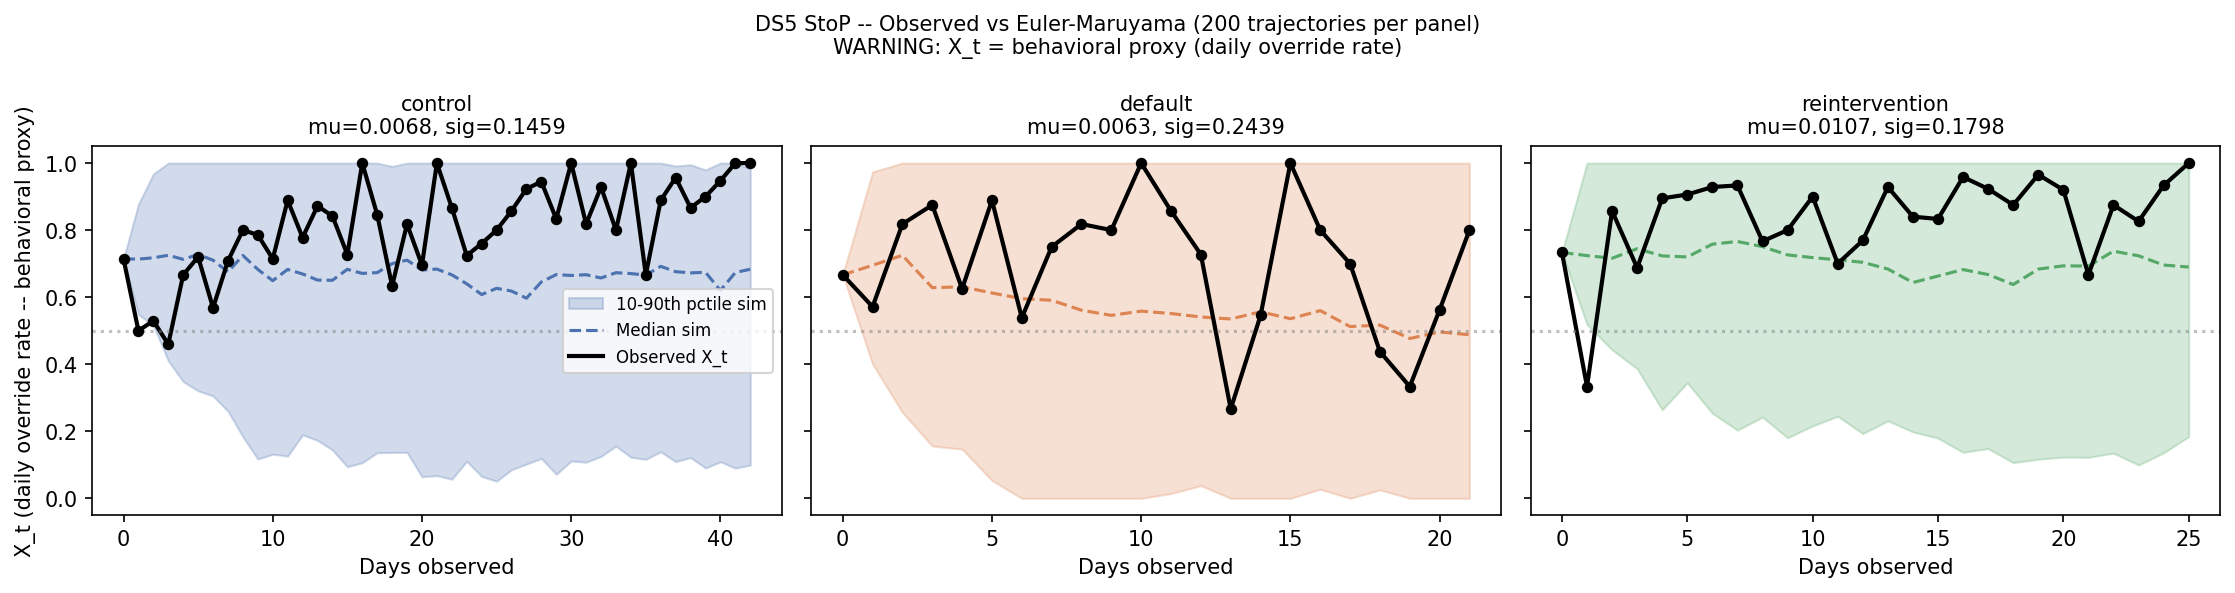 DS5 StoP -- Observed vs Euler-Maruyama (200 trajectories per panel)
WARNING: X_t = behavioral proxy (daily override rate)
control
mu=0.0068, sig=0.1459
default
mu=0.0063, sig=0.2439
reintervention
mu=0.0107, sig=0.1798
X_t (daily override rate -- behavioral proxy)
1.0
0.8
0.6
0.4
0.2
0.0
10-90th pctile sim
Median sim
Observed X_t
0 10 20 30 40
0 5 10 15 20
0 5 10 15 20 25
Days observed
Days observed
Days observed